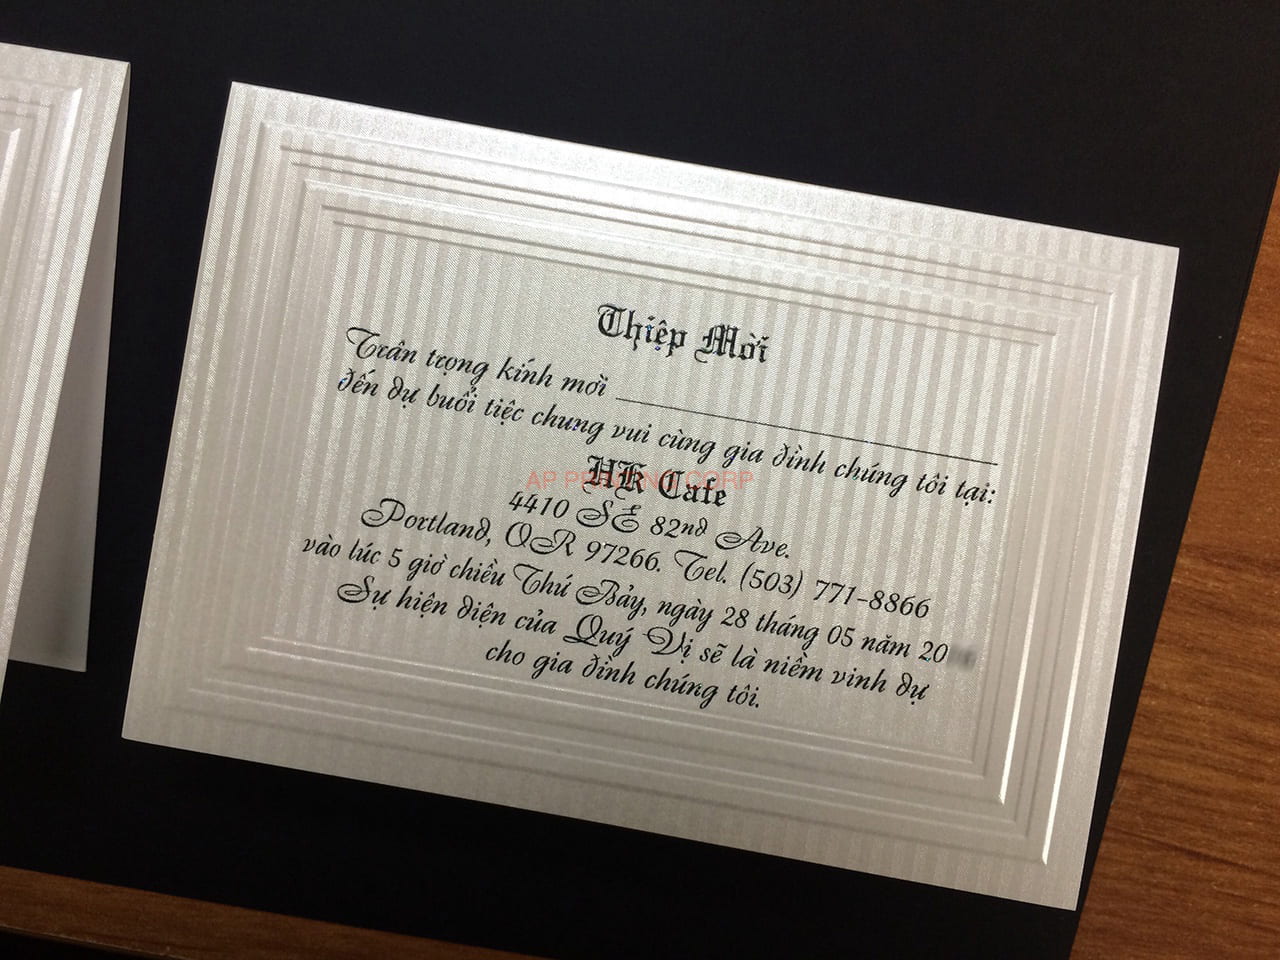 Thiệp Mời
Trân trọng kính mời
đến dự buổi tiệc chung vui cùng gia đình chúng tôi tại:
HK Cafe
AP PRINTING CORP
4410 SE 82nd Ave.
Portland, OR 97266. Tel. (503) 771-8866
vào lúc 5 giờ chiều Thứ Bảy, ngày 28 tháng 05 năm 20
Sự hiện diện của Quý Vị sẽ là niềm vinh dự
cho gia đình chúng tôi.